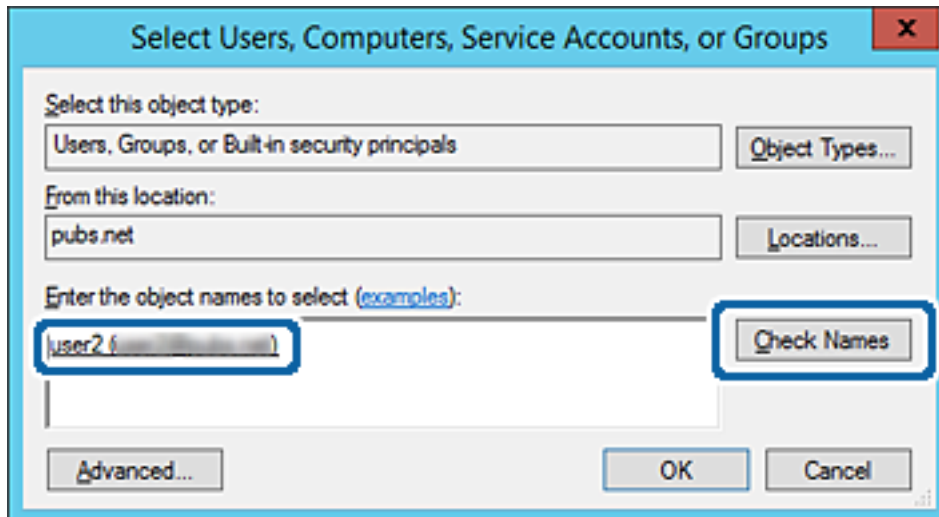 Select Users, Computers, Service Accounts, or Groups
x
Select this object type:
Users, Groups, or Built-in security principals
Object Types...
From this location:
pubs.net
Locations...
Enter the object names to select (examples):
user2 (
)
Check Names
Advanced...
OK
Cancel